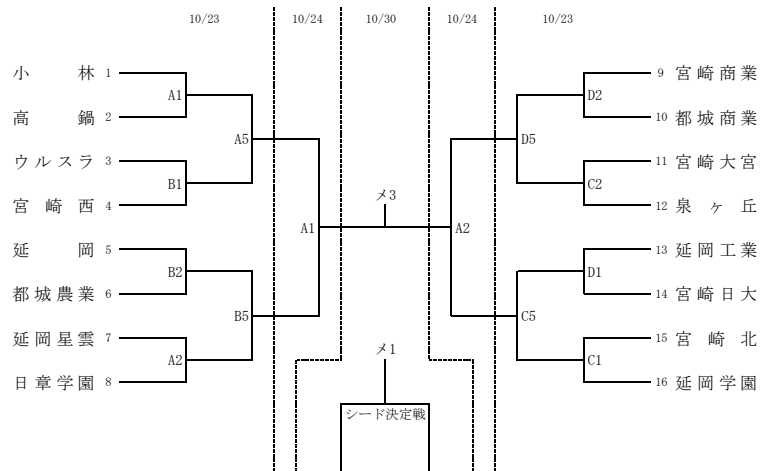 10/23 10/24 10/30 10/24 10/23
小林 1
A1
高鍋 2
A5
ウルスラ 3
B1
宮崎西 4
A1
延岡 5
B2
都城農業 6
B5
延岡星雲 7
A2
日章学園 8
メ3
メ1
シード決定戦
9 宮崎商業
D2
10 都城商業
D5
11 宮崎大宮
C2
12 泉ヶ丘
A2
13 延岡工業
D1
14 宮崎日大
C5
15 宮崎北
C1
16 延岡学園